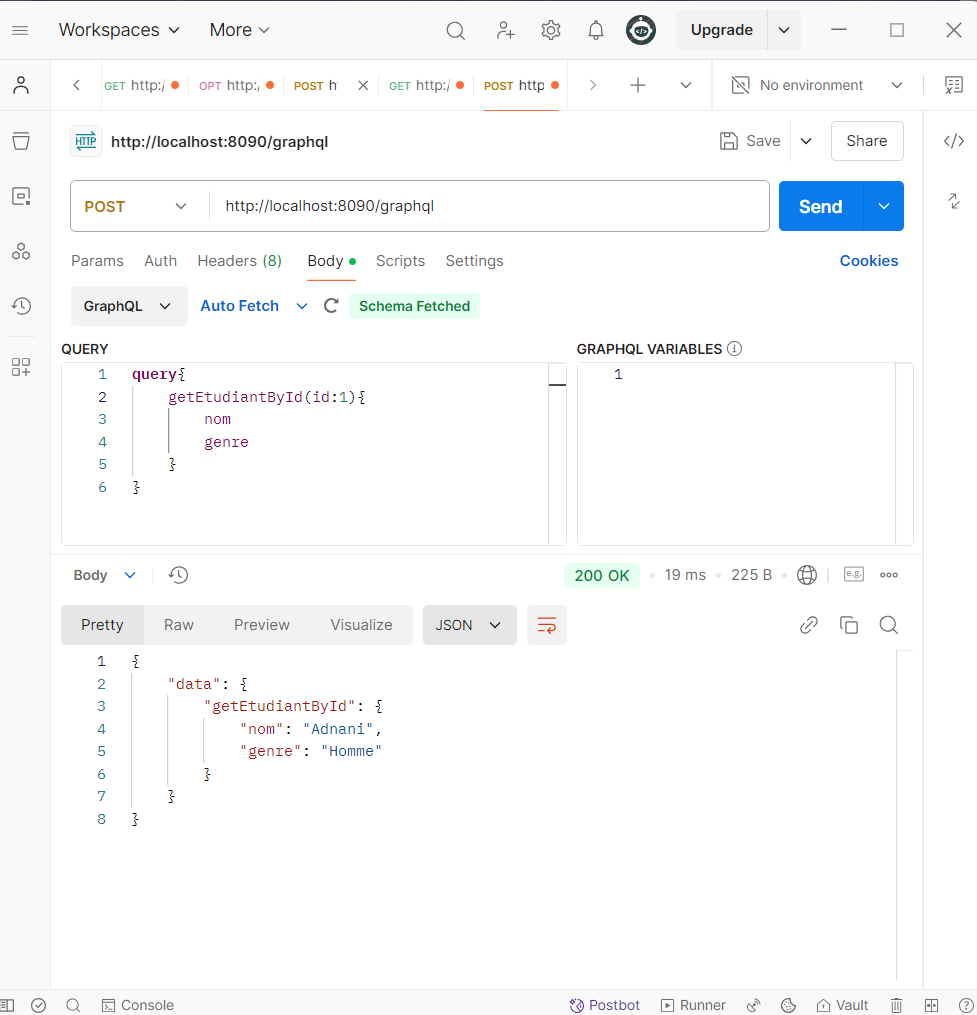 Workspaces More Upgrade
GET http:/ OPT http:/ POST h GET http:/ POST http No environment
HTTP http://localhost:8090/graphql Save Share
POST http://localhost:8090/graphql Send
Params Auth Headers (8) Body Scripts Settings Cookies
GraphQL Auto Fetch Schema Fetched
QUERY GRAPHQL VARIABLES
1 query{ 1
2 getEtudiantById(id:1){
3 nom
4 genre
5 }
6 }
Body 200 OK 19 ms 225 B e.g.
Pretty Raw Preview Visualize JSON
1 {
2 "data": {
3 "getEtudiantById": {
4 "nom": "Adnani",
5 "genre": "Homme"
6 }
7 }
8 }
Console Postbot Runner Vault